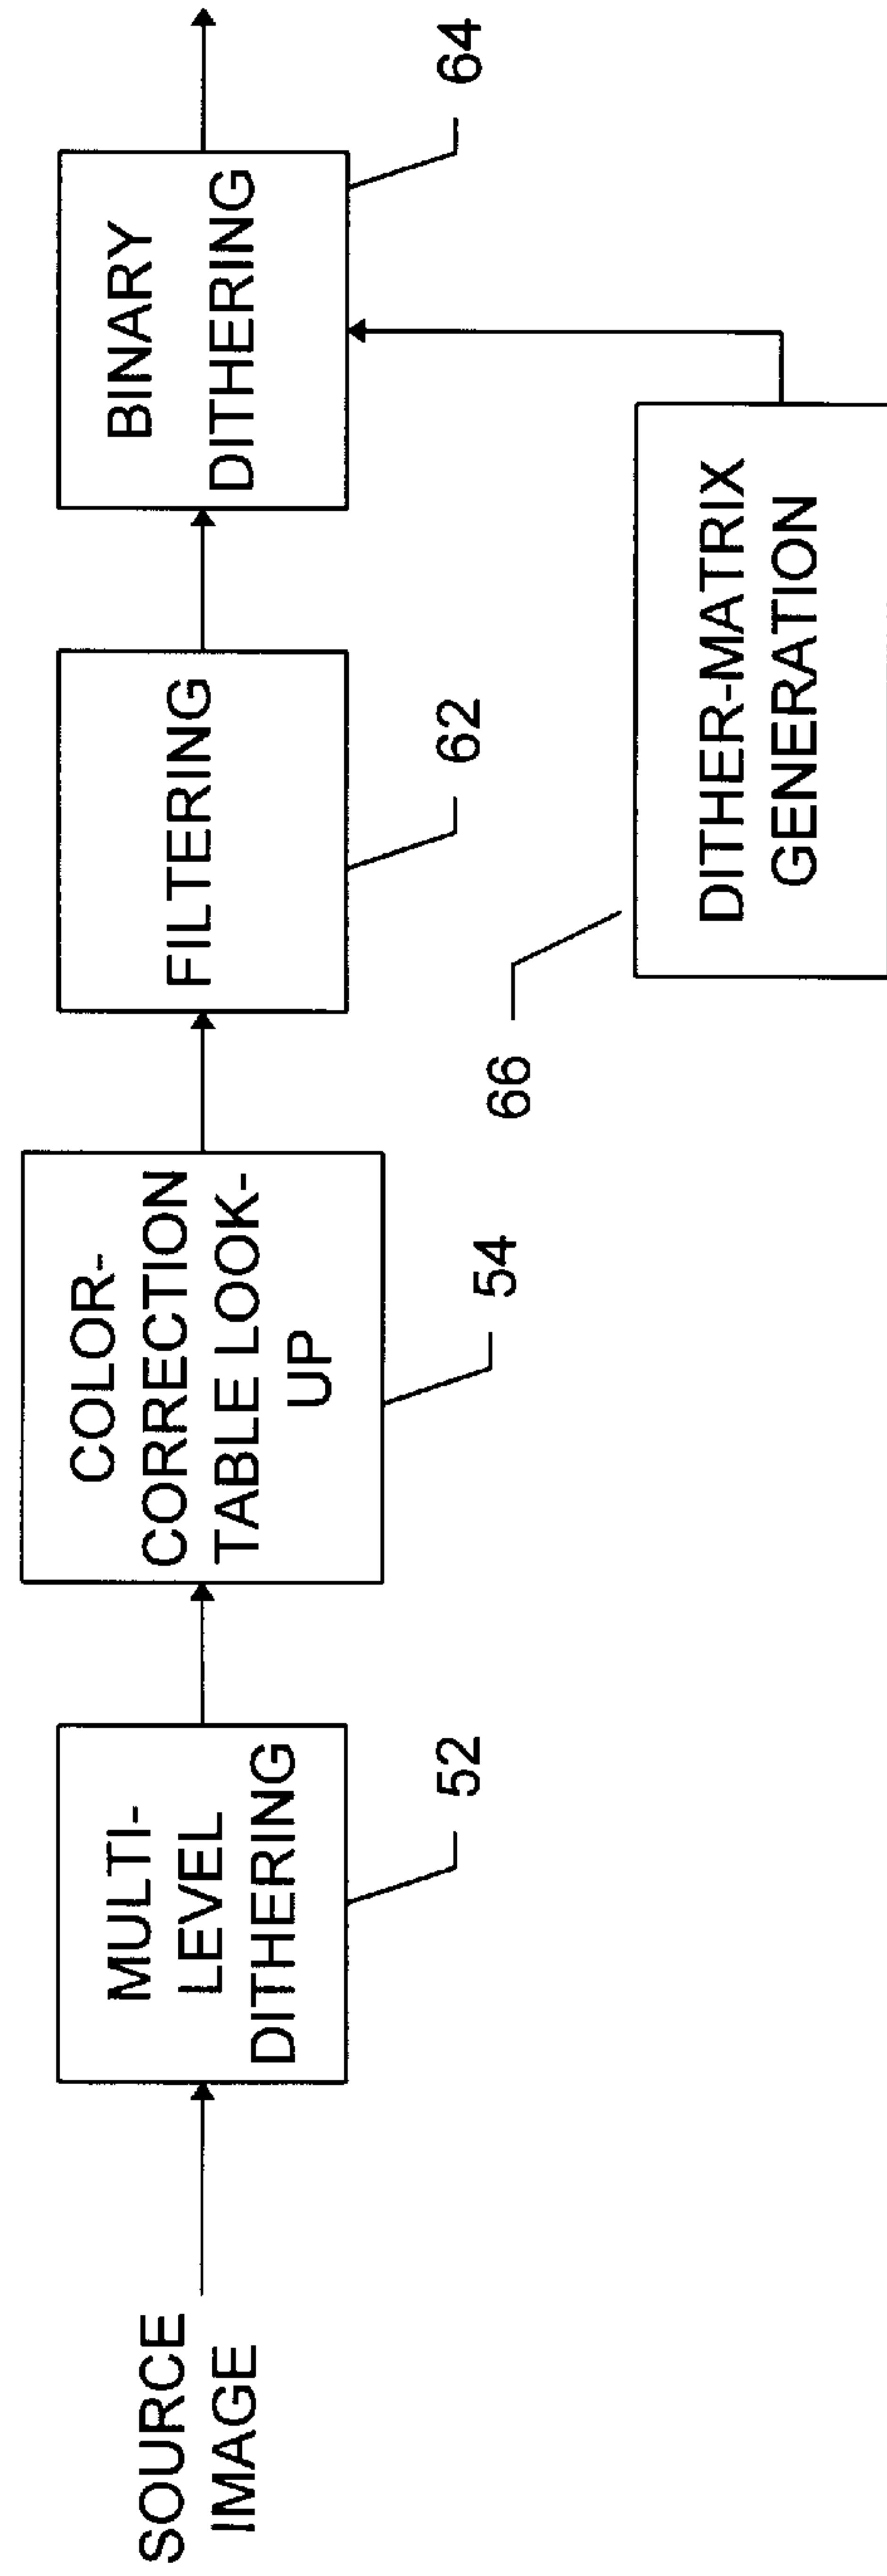 SOURCE
IMAGE
MULTI-
LEVEL
DITHERING
52
COLOR-
CORRECTION
TABLE LOOK-
UP
54
FILTERING
62
BINARY
DITHERING
64
66
DITHER-MATRIX
GENERATION